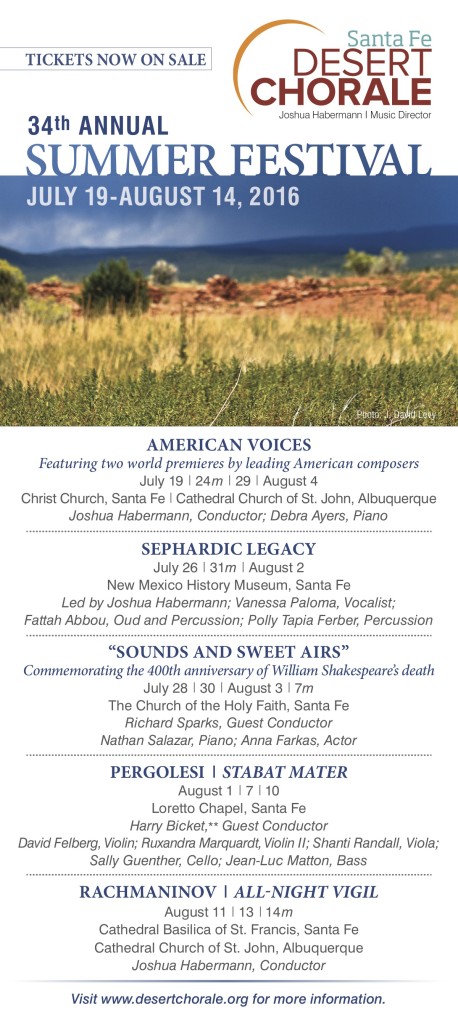 TICKETS NOW ON SALE
Santa Fe
DESERT
CHORALE
Joshua Habermann | Music Director
34th ANNUAL
SUMMER FESTIVAL
JULY 19-AUGUST 14, 2016
Photo: J. David Levy
AMERICAN VOICES
Featuring two world premieres by leading American composers
July 19 | 24m | 29 | August 4
Christ Church, Santa Fe | Cathedral Church of St. John, Albuquerque
Joshua Habermann, Conductor; Debra Ayers, Piano
SEPHARDIC LEGACY
July 26 | 31m | August 2
New Mexico History Museum, Santa Fe
Led by Joshua Habermann; Vanessa Paloma, Vocalist;
Fattah Abbou, Oud and Percussion; Polly Tapia Ferber, Percussion
“SOUNDS AND SWEET AIRS”
Commemorating the 400th anniversary of William Shakespeare’s death
July 28 | 30 | August 3 | 7m
The Church of the Holy Faith, Santa Fe
Richard Sparks, Guest Conductor
Nathan Salazar, Piano; Anna Farkas, Actor
PERGOLESI | STABAT MATER
August 1 | 7 | 10
Loretto Chapel, Santa Fe
Harry Bicket,** Guest Conductor
David Felberg, Violin; Ruxandra Marquardt, Violin II; Shanti Randall, Viola;
Sally Guenther, Cello; Jean-Luc Matton, Bass
RACHMANINOV | ALL-NIGHT VIGIL
August 11 | 13 | 14m
Cathedral Basilica of St. Francis, Santa Fe
Cathedral Church of St. John, Albuquerque
Joshua Habermann, Conductor
Visit www.desertchorale.org for more information.